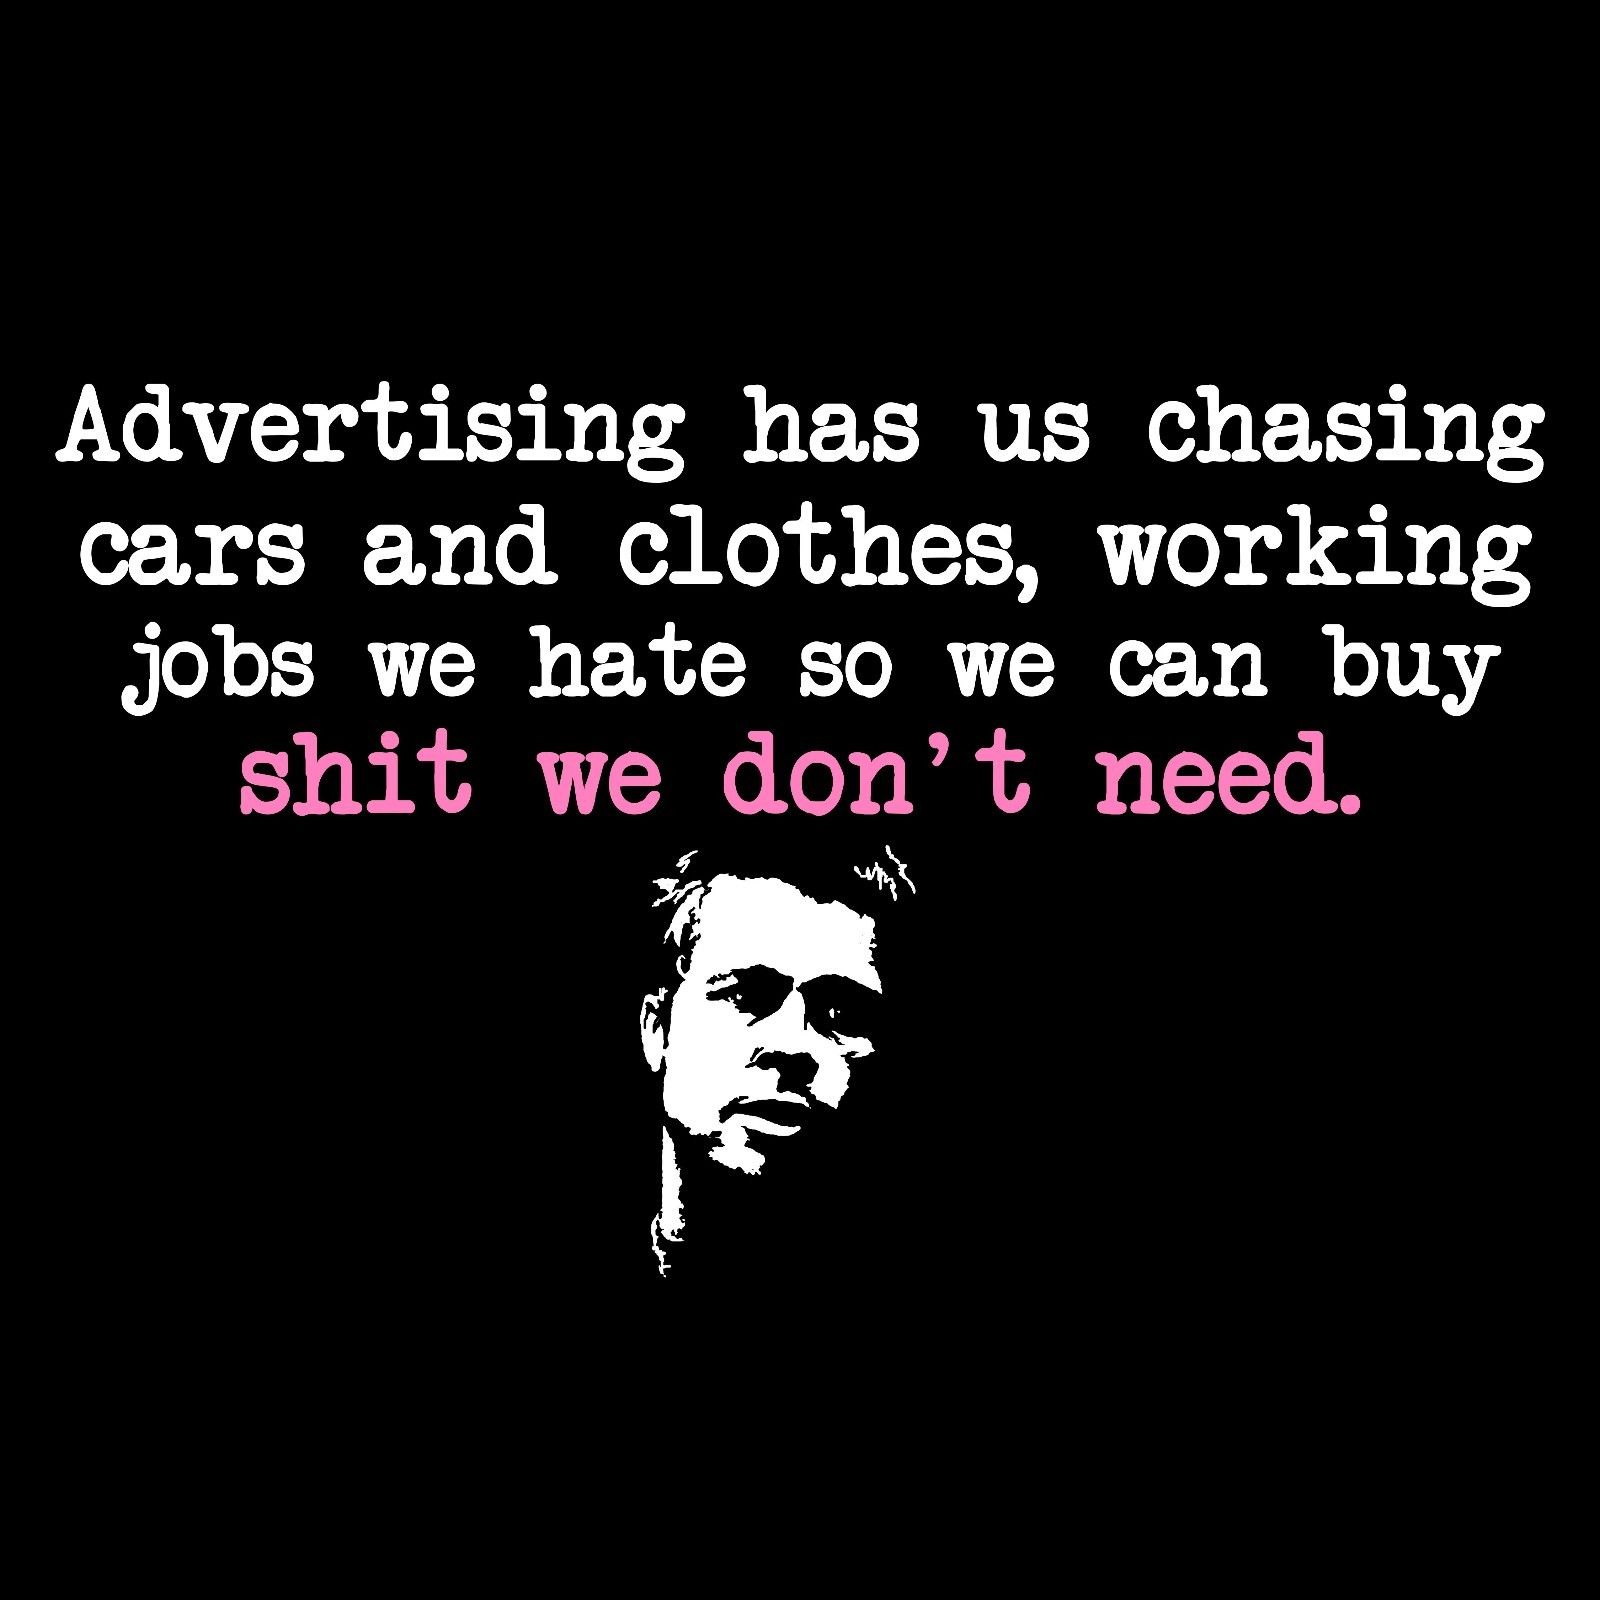 Advertising has us chasing
cars and clothes, working
jobs we hate so we can buy
shit we don't need.